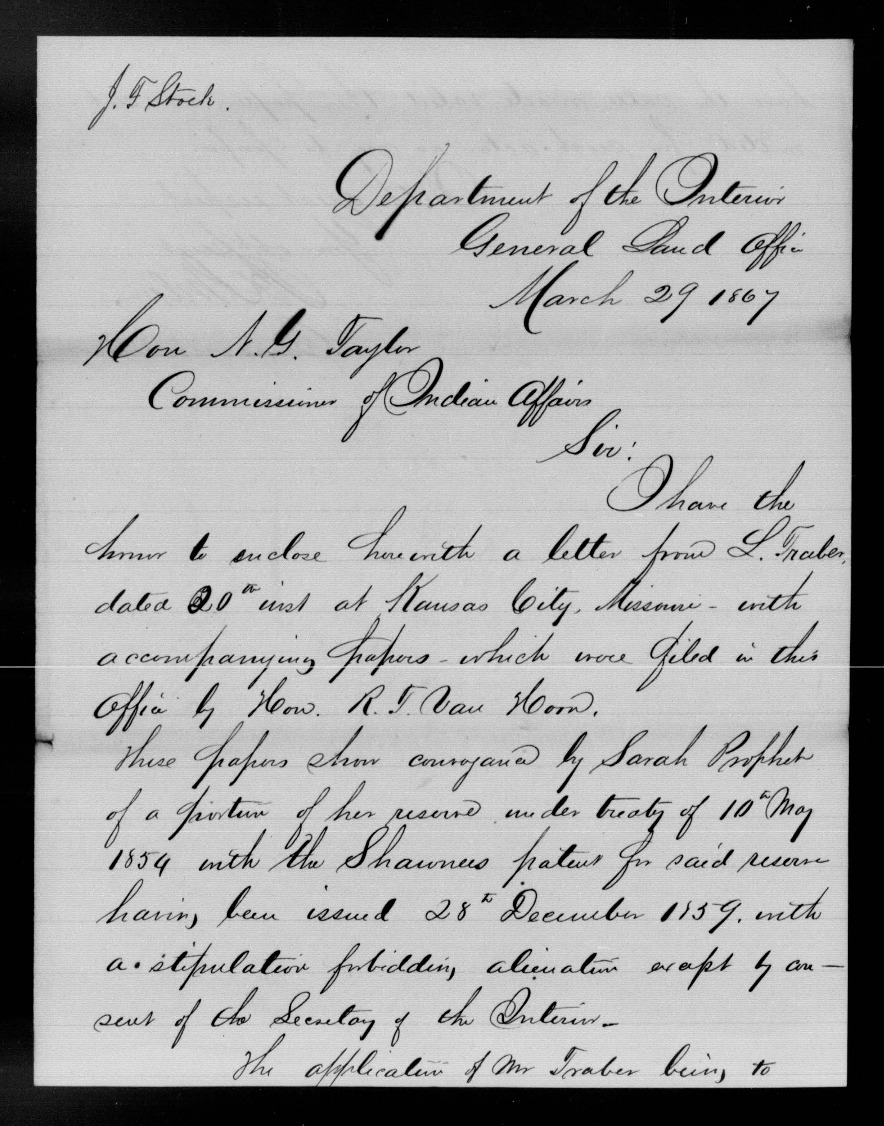 J. F. Stock.
Department of the Interior
General Land Office
March 29 1867
Hon N. G. Taylor
Commissioner of Indian Affairs
Sir:
I have the
honor to enclose herewith a letter from L. Traber,
dated 20th inst at Kansas City, Missouri - with
accompanying papers - which were filed in this
Office by Hon. R. T. Van Horn.
These papers show conveyance by Sarah Prophet
of a portion of her reserve under treaty of 10th May
1854 with the Shawnees patent for said reserve
having been issued 28th December 1859. with
a stipulation forbidding alienation except by con-
sent of the Secretary of the Interior -
The application of Mr Traber being to